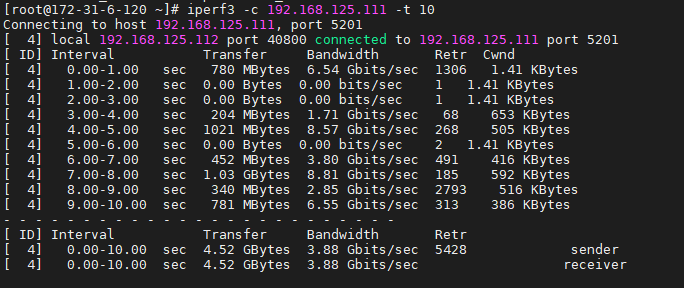 [root@172-31-6-120 ~]# iperf3 -c 192.168.125.111 -t 10
Connecting to host 192.168.125.111, port 5201
[  4] local 192.168.125.112 port 40800 connected to 192.168.125.111 port 5201
[ ID] Interval           Transfer     Bandwidth       Retr  Cwnd
[  4]   0.00-1.00   sec   780 MBytes  6.54 Gbits/sec  1306   1.41 KBytes
[  4]   1.00-2.00   sec  0.00 Bytes  0.00 bits/sec    1   1.41 KBytes
[  4]   2.00-3.00   sec  0.00 Bytes  0.00 bits/sec    1   1.41 KBytes
[  4]   3.00-4.00   sec   204 MBytes  1.71 Gbits/sec   68    653 KBytes
[  4]   4.00-5.00   sec  1021 MBytes  8.57 Gbits/sec  268    505 KBytes
[  4]   5.00-6.00   sec  0.00 Bytes  0.00 bits/sec    2   1.41 KBytes
[  4]   6.00-7.00   sec   452 MBytes  3.80 Gbits/sec  491    416 KBytes
[  4]   7.00-8.00   sec  1.03 GBytes  8.81 Gbits/sec  185    592 KBytes
[  4]   8.00-9.00   sec   340 MBytes  2.85 Gbits/sec  2793    516 KBytes
[  4]   9.00-10.00  sec   781 MBytes  6.55 Gbits/sec  313    386 KBytes
- - - - - - - - - - - - - - - - - - - - - - - - -
[ ID] Interval           Transfer     Bandwidth       Retr
[  4]   0.00-10.00  sec  4.52 GBytes  3.88 Gbits/sec  5428             sender
[  4]   0.00-10.00  sec  4.52 GBytes  3.88 Gbits/sec                  receiver